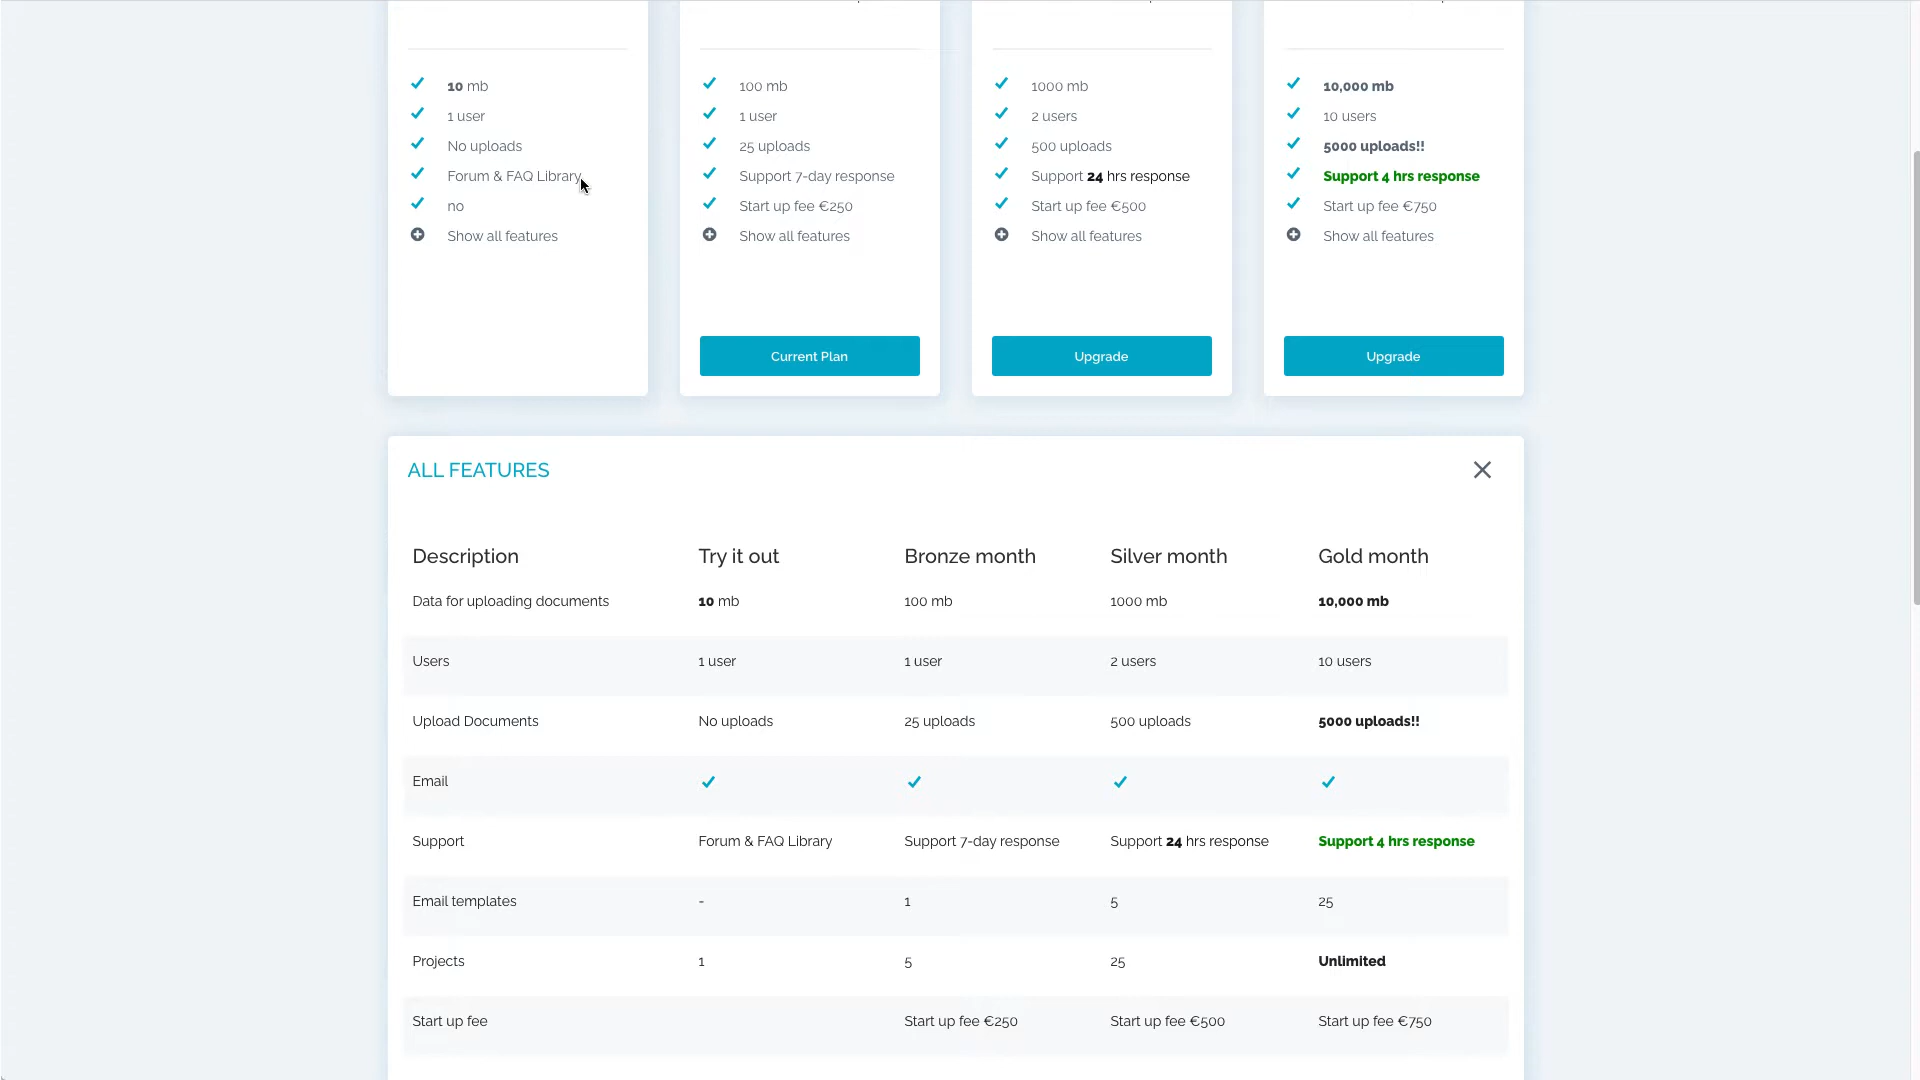 10 mb
1 user
No uploads
Forum & FAQ Library
no
Show all features
100 mb
1 user
25 uploads
Support 7-day response
Start up fee €250
Show all features
Current Plan
1000 mb
2 users
500 uploads
Support 24 hrs response
Start up fee €500
Show all features
Upgrade
10,000 mb
10 users
5000 uploads!!
Support 4 hrs response
Start up fee €750
Show all features
Upgrade
ALL FEATURES
Description Try it out Bronze month Silver month Gold month
Data for uploading documents 10 mb 100 mb 1000 mb 10,000 mb
Users 1 user 1 user 2 users 10 users
Upload Documents No uploads 25 uploads 500 uploads 5000 uploads!!
Email
Support Forum & FAQ Library Support 7-day response Support 24 hrs response Support 4 hrs response
Email templates - 1 5 25
Projects 1 5 25 Unlimited
Start up fee Start up fee €250 Start up fee €500 Start up fee €750